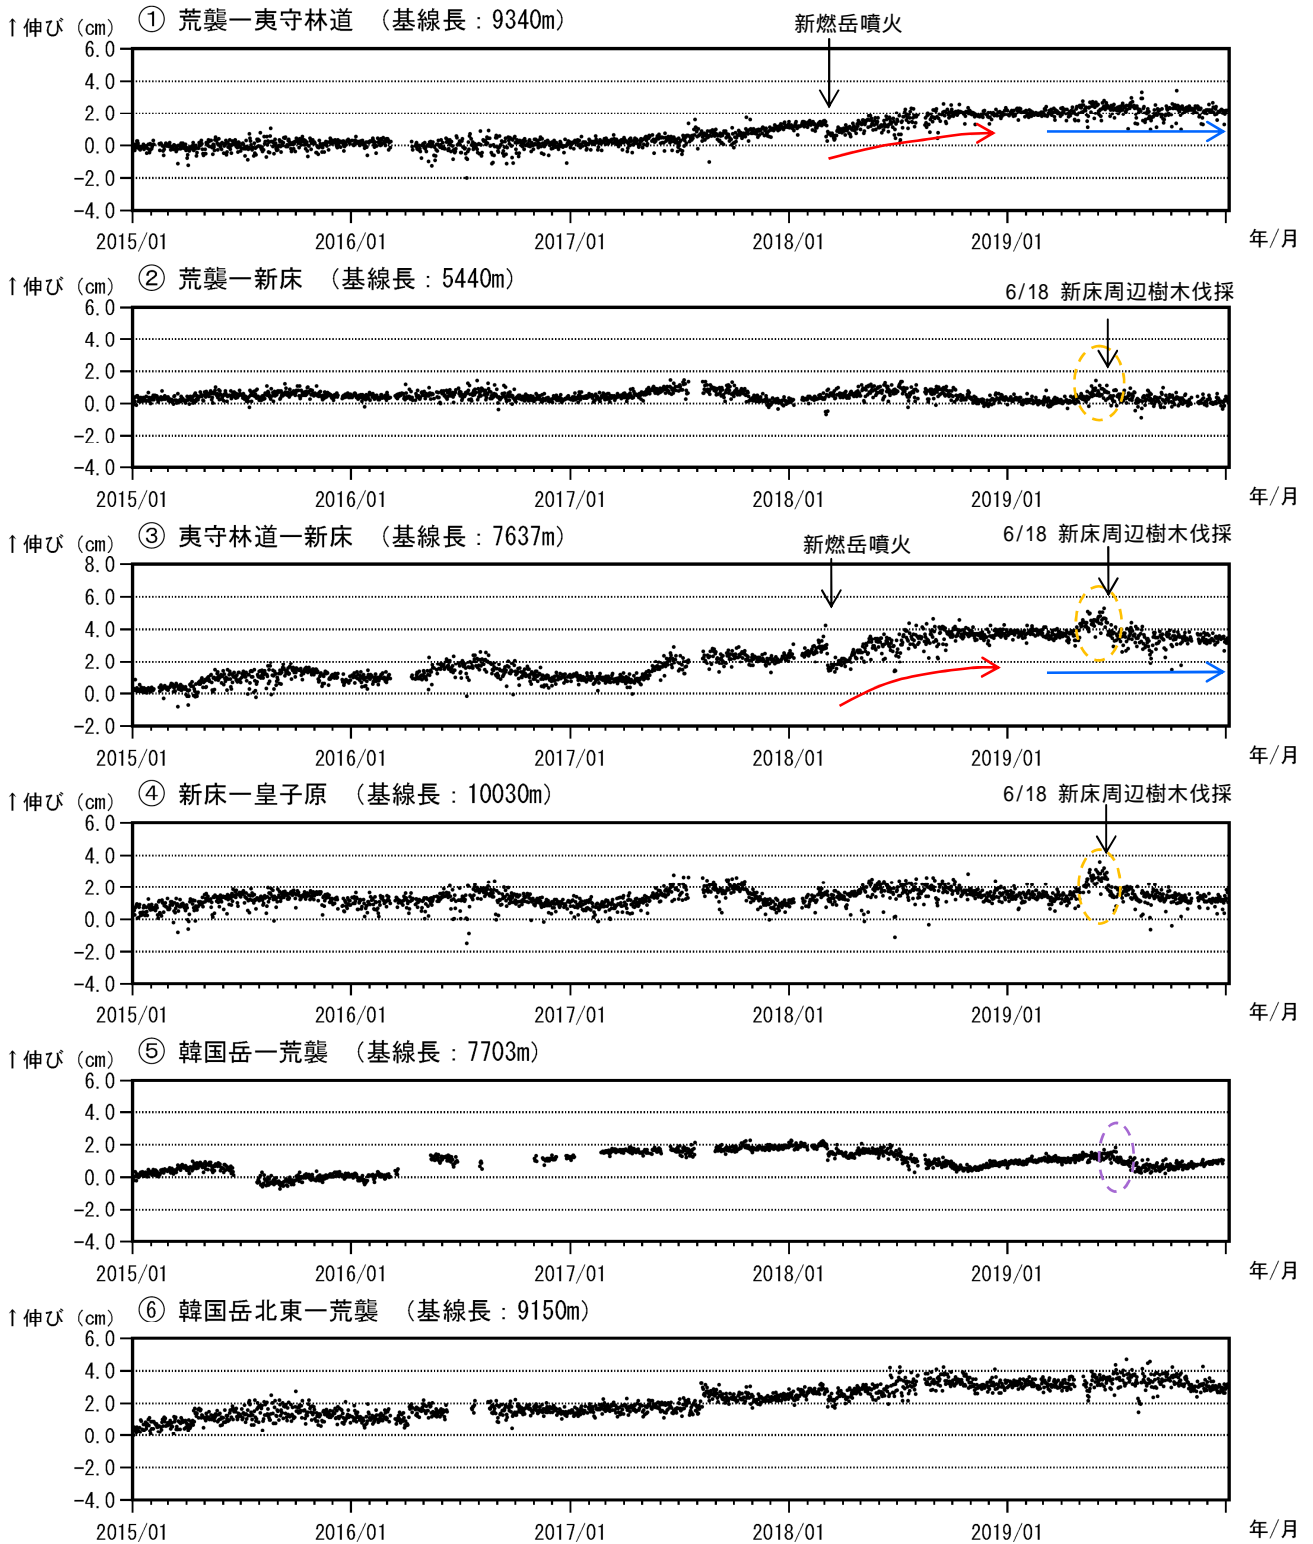 ↑伸び (cm) ① 荒襲ー夷守林道 (基線長：9340m)
新燃岳噴火
6.0
4.0
2.0
0.0
-2.0
-4.0
2015/01 2016/01 2017/01 2018/01 2019/01 年/月
↑伸び (cm) ② 荒襲ー新床 (基線長：5440m)
6/18 新床周辺樹木伐採
6.0
4.0
2.0
0.0
-2.0
-4.0
2015/01 2016/01 2017/01 2018/01 2019/01 年/月
↑伸び (cm) ③ 夷守林道ー新床 (基線長：7637m)
新燃岳噴火 6/18 新床周辺樹木伐採
8.0
6.0
4.0
2.0
0.0
-2.0
2015/01 2016/01 2017/01 2018/01 2019/01 年/月
↑伸び (cm) ④ 新床ー皇子原 (基線長：10030m)
6/18 新床周辺樹木伐採
6.0
4.0
2.0
0.0
-2.0
-4.0
2015/01 2016/01 2017/01 2018/01 2019/01 年/月
↑伸び (cm) ⑤ 韓国岳ー荒襲 (基線長：7703m)
6.0
4.0
2.0
0.0
-2.0
-4.0
2015/01 2016/01 2017/01 2018/01 2019/01 年/月
↑伸び (cm) ⑥ 韓国岳北東ー荒襲 (基線長：9150m)
6.0
4.0
2.0
0.0
-2.0
-4.0
2015/01 2016/01 2017/01 2018/01 2019/01 年/月